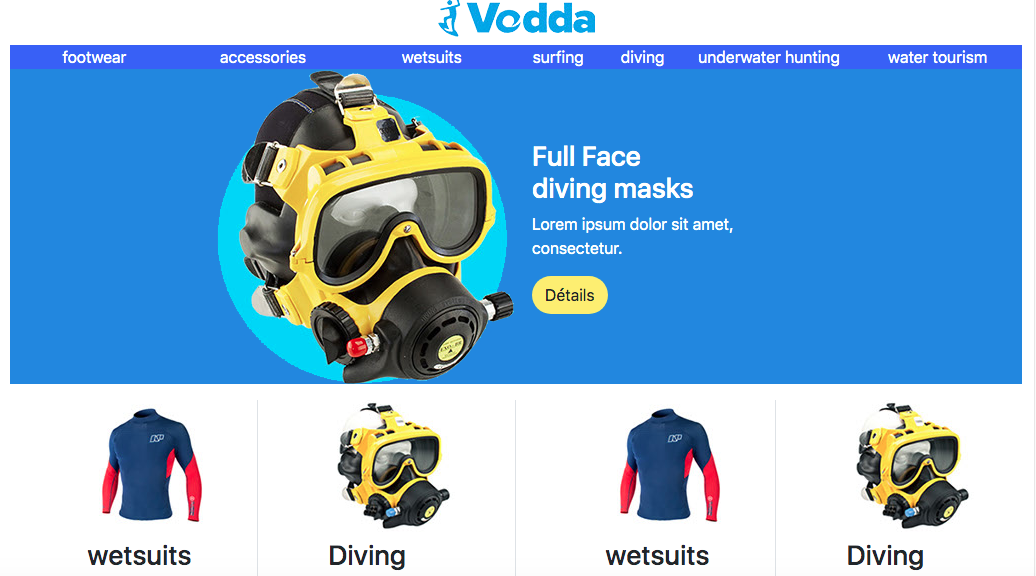 Vodda
footwear accessories wetsuits surfing diving underwater hunting water tourism
Full Face
diving masks
Lorem ipsum dolor sit amet,
consectetur.
Détails
wetsuits Diving wetsuits Diving